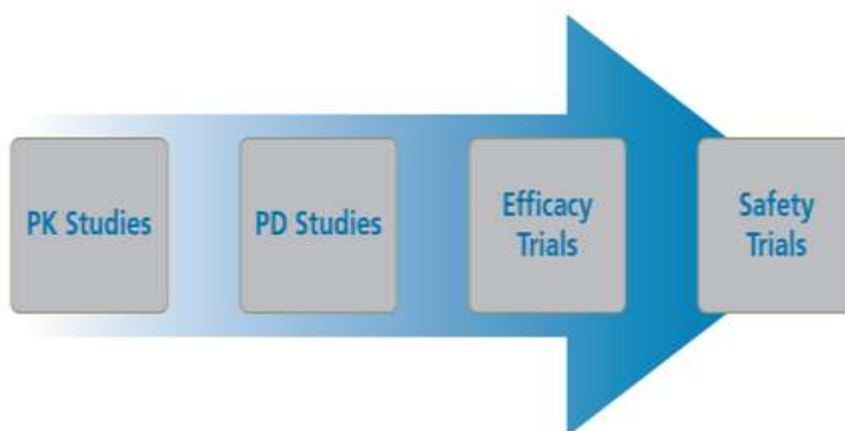 PK Studies
PD Studies
Efficacy
Trials
Safety
Trials